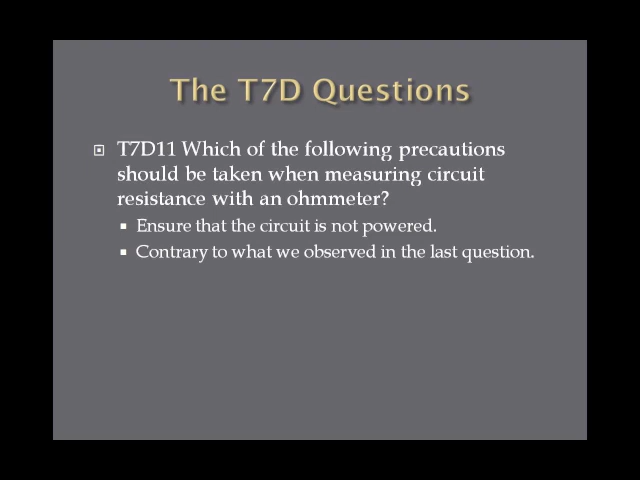 The T7D Questions
T7D11 Which of the following precautions
should be taken when measuring circuit
resistance with an ohmmeter?
Ensure that the circuit is not powered.
Contrary to what we observed in the last question.